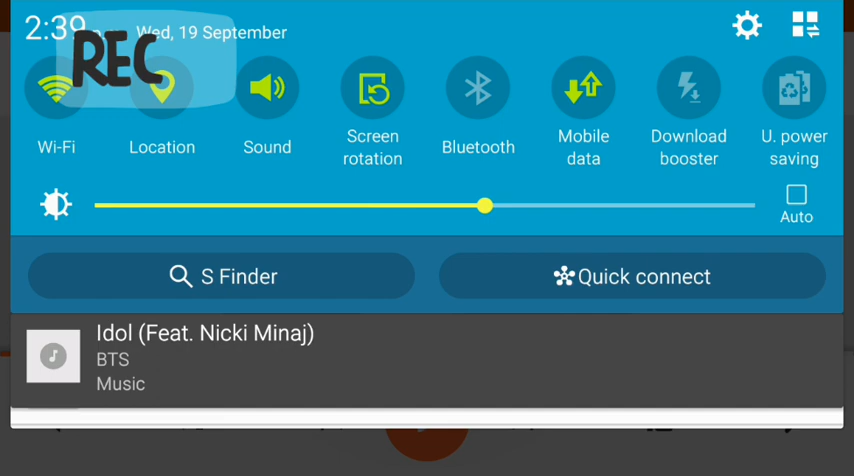 2:39
Wed, 19 September
REC
Wi-Fi
Location
Sound
Screen rotation
Bluetooth
Mobile data
Download booster
U. power saving
Auto
S Finder
Quick connect
Idol (Feat. Nicki Minaj)
BTS
Music